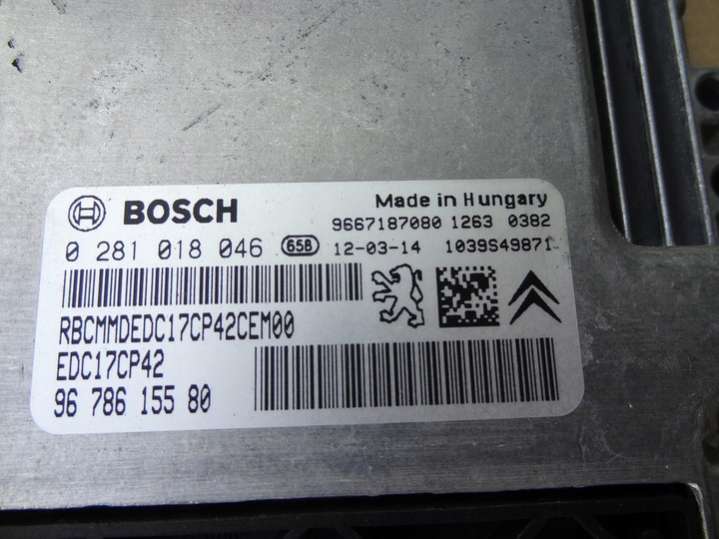 BOSCH
Made in Hungary
9667187080 1263 0382
0 281 018 046 658 12-03-14 1039S49871
RBCMMDEDC17CP42CEM00
EDC17CP42
96 786 155 80